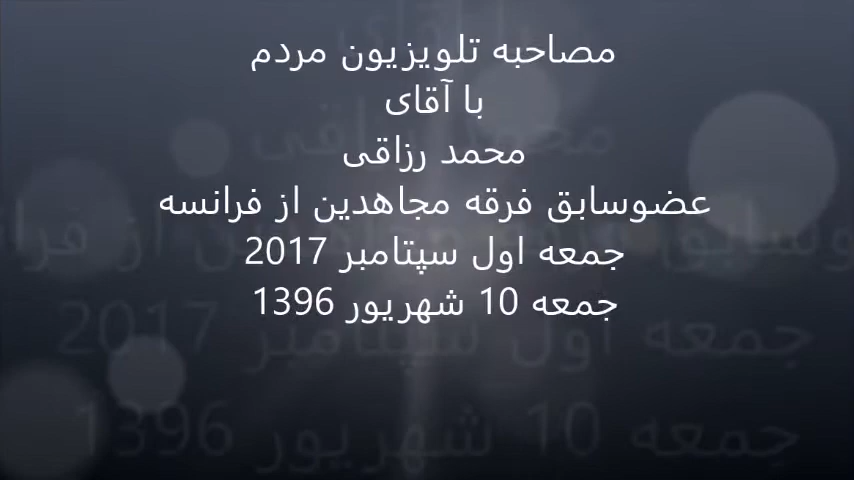 مصاحبه تلویزیون مردم
با آقای
محمد رزاقی
عضوسابق فرقه مجاهدین از فرانسه
جمعه اول سپتامبر 2017
جمعه 10 شهریور 1396